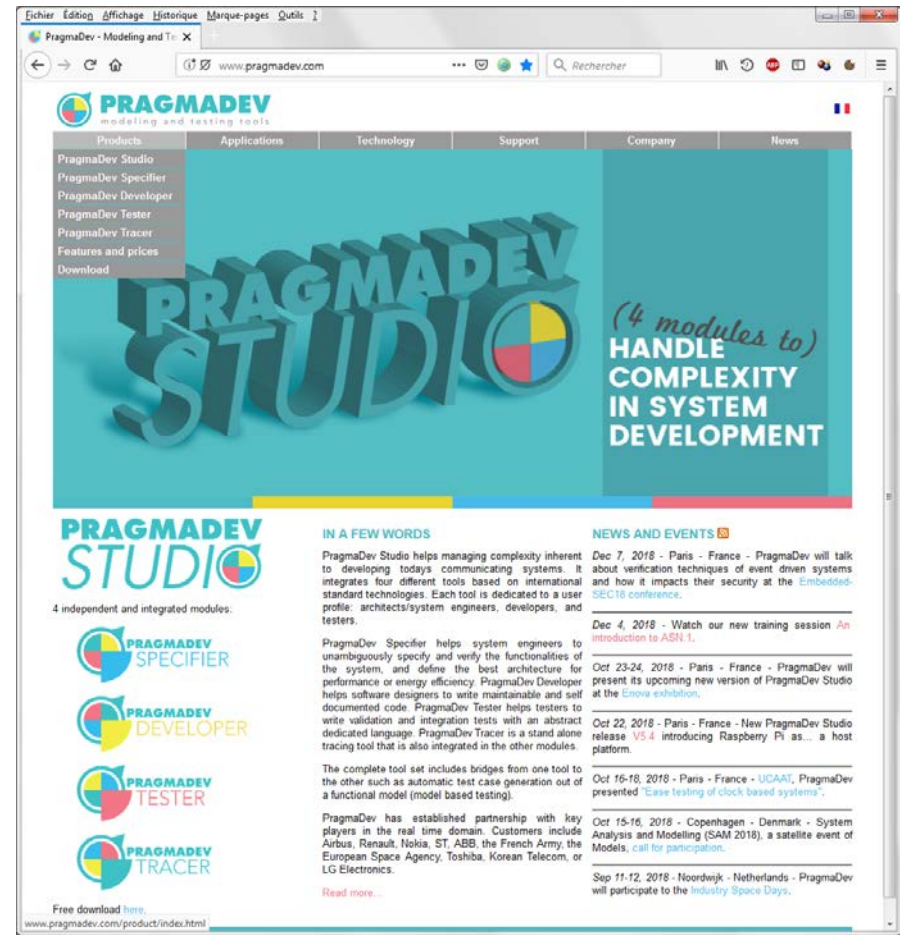 Fichier Édition Affichage Historique Marque-pages Outils ?
PragmaDev - Modeling and Te
www.pragmadev.com
Rechercher
ABP
PRAGMADEV
modeling and testing tools
Products Applications Technology Support Company News
PragmaDev Studio
PragmaDev Specifier
PragmaDev Developer
PragmaDev Tester
PragmaDev Tracer
Features and prices
Download
PRAGMADEV
STUDIO
(4 modules to)
HANDLE
COMPLEXITY
IN SYSTEM
DEVELOPMENT
PRAGMADEV
STUDIO
4 independent and integrated modules:
PRAGMADEV
SPECIFIER
PRAGMADEV
DEVELOPER
PRAGMADEV
TESTER
PRAGMADEV
TRACER
Free download here.
IN A FEW WORDS
PragmaDev Studio helps managing complexity inherent
to developing todays communicating systems. It
integrates four different tools based on international
standard technologies. Each tool is dedicated to a user
profile: architects/system engineers, developers, and
testers.
PragmaDev Specifier helps system engineers to
unambiguously specify and verify the functionalities of
the system, and define the best architecture for
performance or energy efficiency. PragmaDev Developer
helps software designers to write maintainable and self
documented code. PragmaDev Tester helps testers to
write validation and integration tests with an abstract
dedicated language. PragmaDev Tracer is a stand alone
tracing tool that is also integrated in the other modules.
The complete tool set includes bridges from one tool to
the other such as automatic test case generation out of
a functional model (model based testing).
PragmaDev has established partnership with key
players in the real time domain. Customers include
Airbus, Renault, Nokia, ST, ABB, the French Army, the
European Space Agency, Toshiba, Korean Telecom, or
LG Electronics.
Read more...
NEWS AND EVENTS
Dec 7, 2018 - Paris - France - PragmaDev will talk
about verification techniques of event driven systems
and how it impacts their security at the Embedded-
SEC18 conference.
Dec 4, 2018 - Watch our new training session An
introduction to ASN.1.
Oct 23-24, 2018 - Paris - France - PragmaDev will
present its upcoming new version of PragmaDev Studio
at the Enova exhibition.
Oct 22, 2018 - Paris - France - New PragmaDev Studio
release V5.4 introducing Raspberry Pi as... a host
platform.
Oct 16-18, 2018 - Paris - France - UCAAT, PragmaDev
presented "Ease testing of clock based systems".
Oct 15-16, 2018 - Copenhagen - Denmark - System
Analysis and Modelling (SAM 2018), a satellite event of
Models, call for participation.
Sep 11-12, 2018 - Noordwijk - Netherlands - PragmaDev
will participate to the Industry Space Days.
www.pragmadev.com/product/index.html